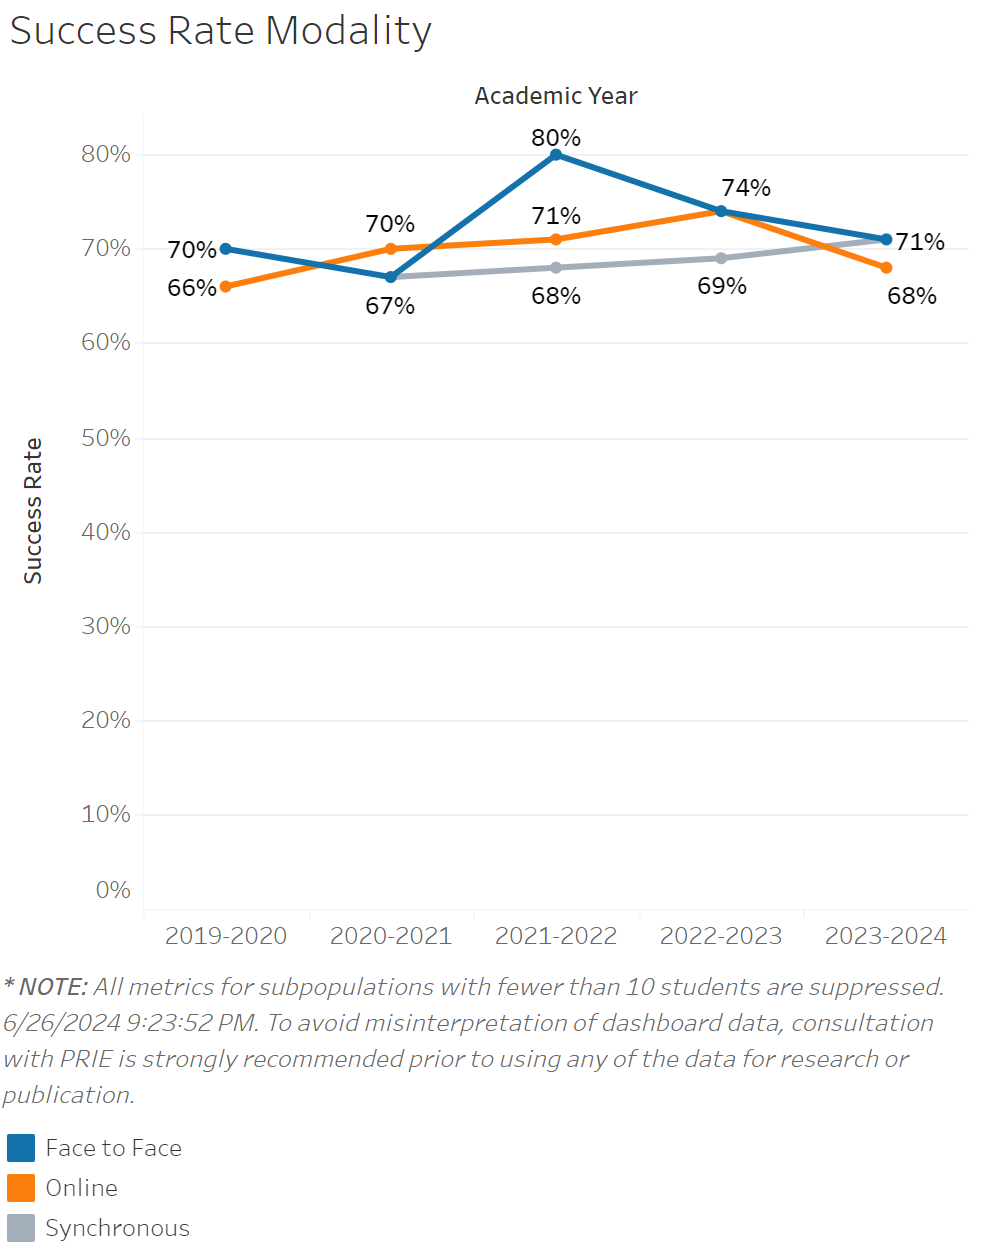 Success Rate Modality
Academic Year
80%
80%
74%
71%
70%
70%
70%
71%
66%
67%
68%
69%
68%
60%
50%
Success Rate
40%
30%
20%
10%
0%
2019-2020 2020-2021 2021-2022 2022-2023 2023-2024
* NOTE: All metrics for subpopulations with fewer than 10 students are suppressed.
6/26/2024 9:23:52 PM. To avoid misinterpretation of dashboard data, consultation
with PRIE is strongly recommended prior to using any of the data for research or
publication.
Face to Face
Online
Synchronous